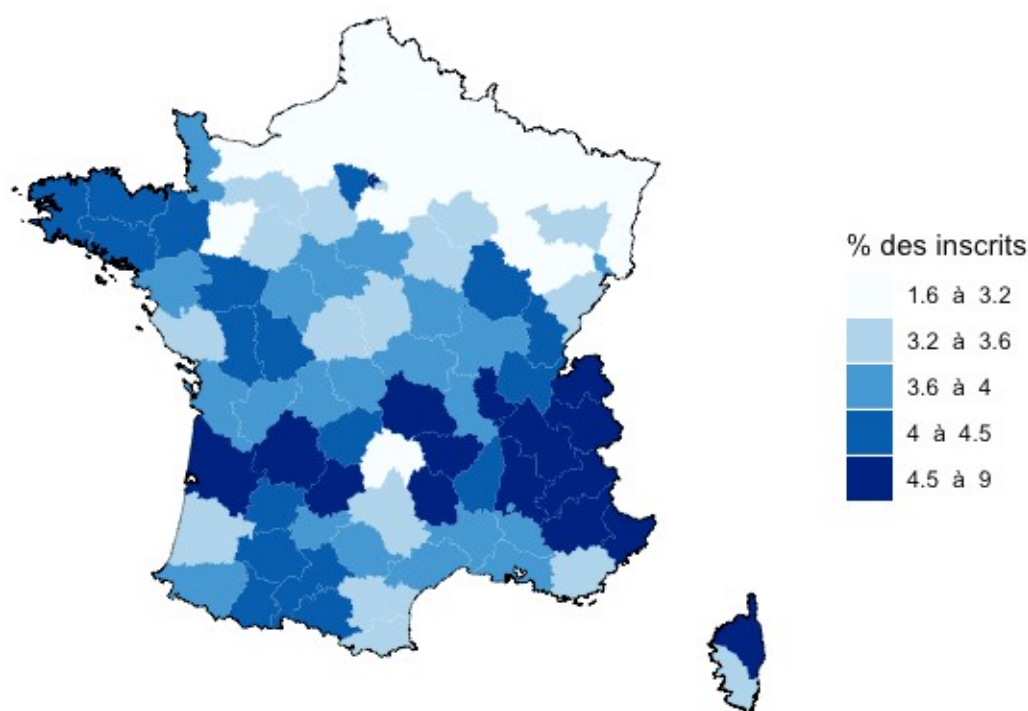 % des inscrits
1.6 à 3.2
3.2 à 3.6
3.6 à 4
4 à 4.5
4.5 à 9